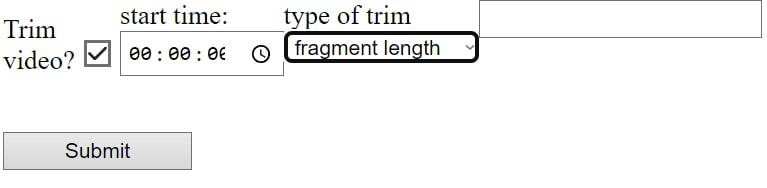 Trim
video?
start time:
00:00:00
type of trim
fragment length
Submit